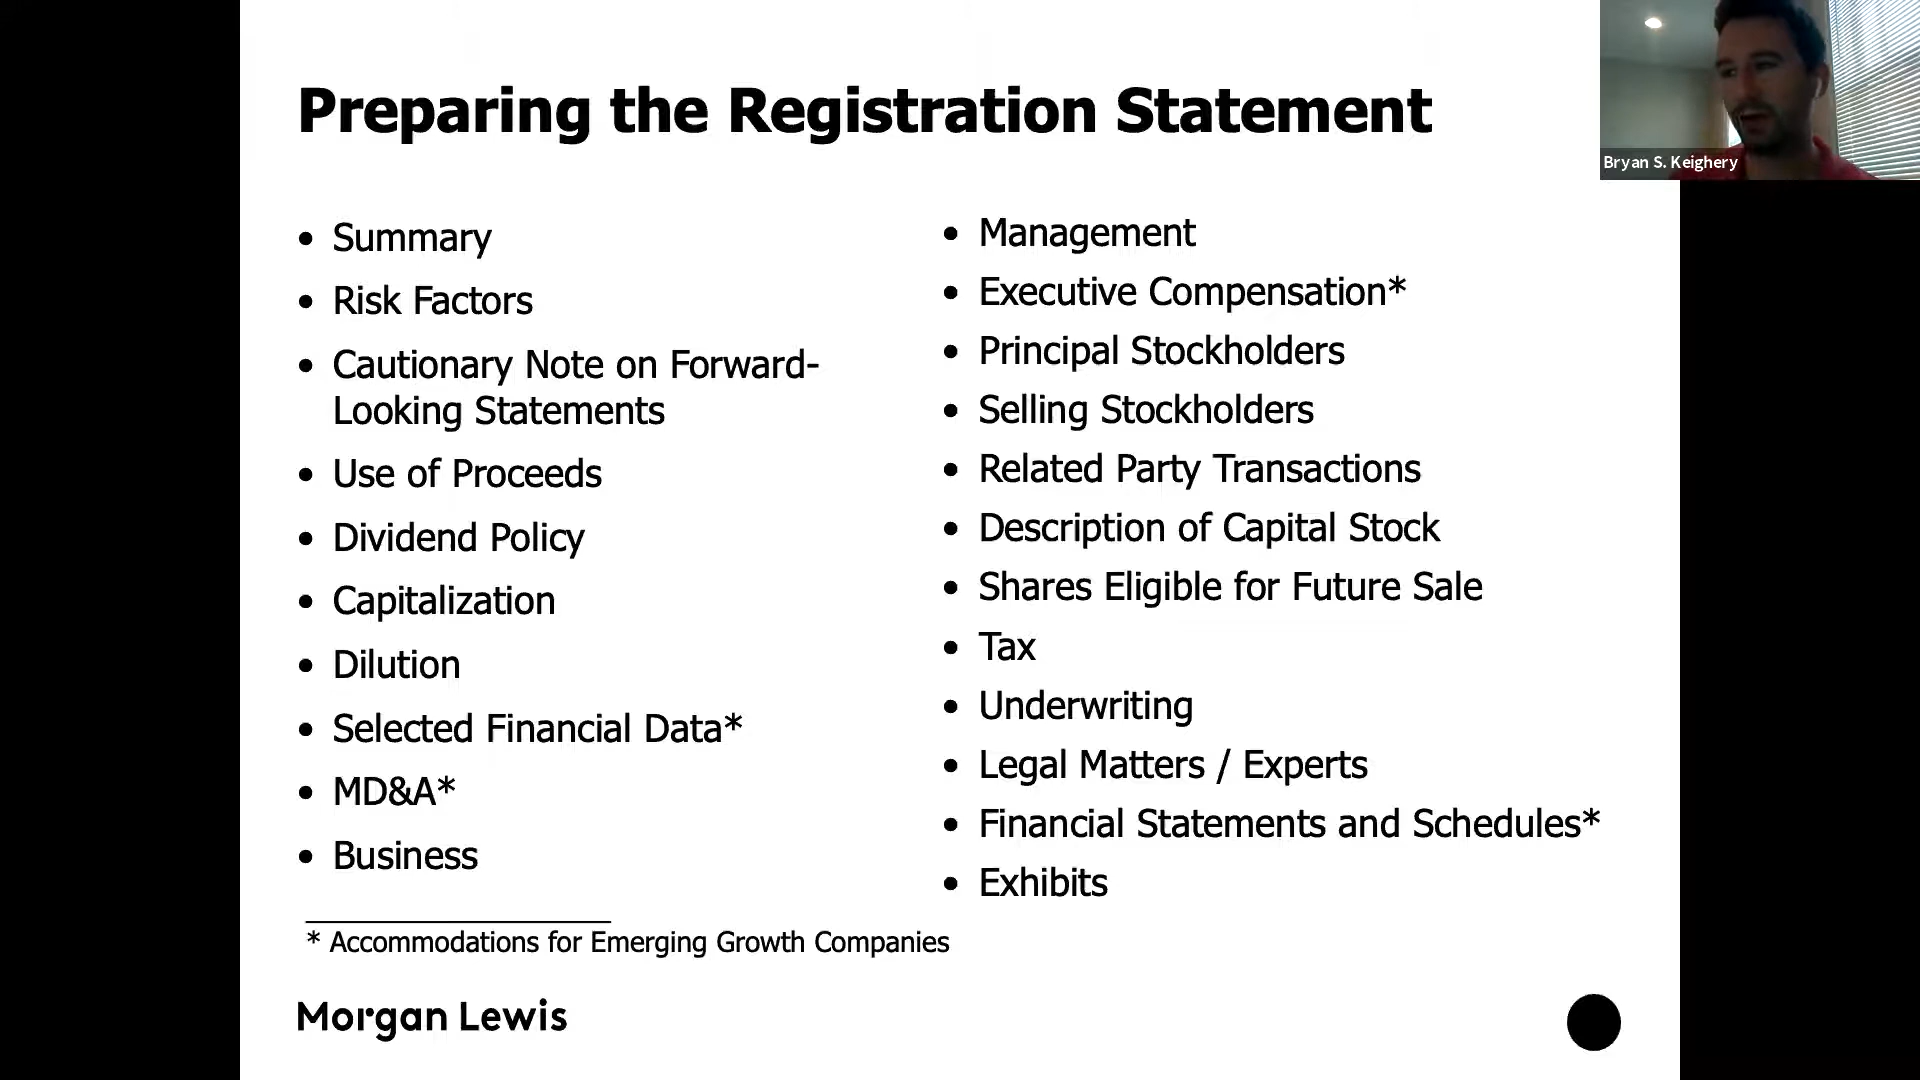 Preparing the Registration Statement
Bryan S. Keighery
• Summary
• Risk Factors
• Cautionary Note on Forward-
Looking Statements
• Use of Proceeds
• Dividend Policy
• Capitalization
• Dilution
• Selected Financial Data*
• MD&A*
• Business
• Management
• Executive Compensation*
• Principal Stockholders
• Selling Stockholders
• Related Party Transactions
• Description of Capital Stock
• Shares Eligible for Future Sale
• Tax
• Underwriting
• Legal Matters / Experts
• Financial Statements and Schedules*
• Exhibits
* Accommodations for Emerging Growth Companies
Morgan Lewis